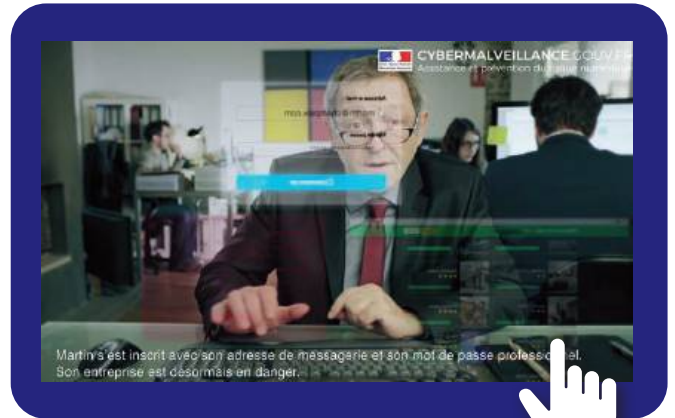 CYBERMALVEILLANCE.GOUV.FR
Assistance et prévention du risque numérique
Martin s'est inscrit avec son adresse de messagerie et son mot de passe professionnel.
Son entreprise est désormais en danger.